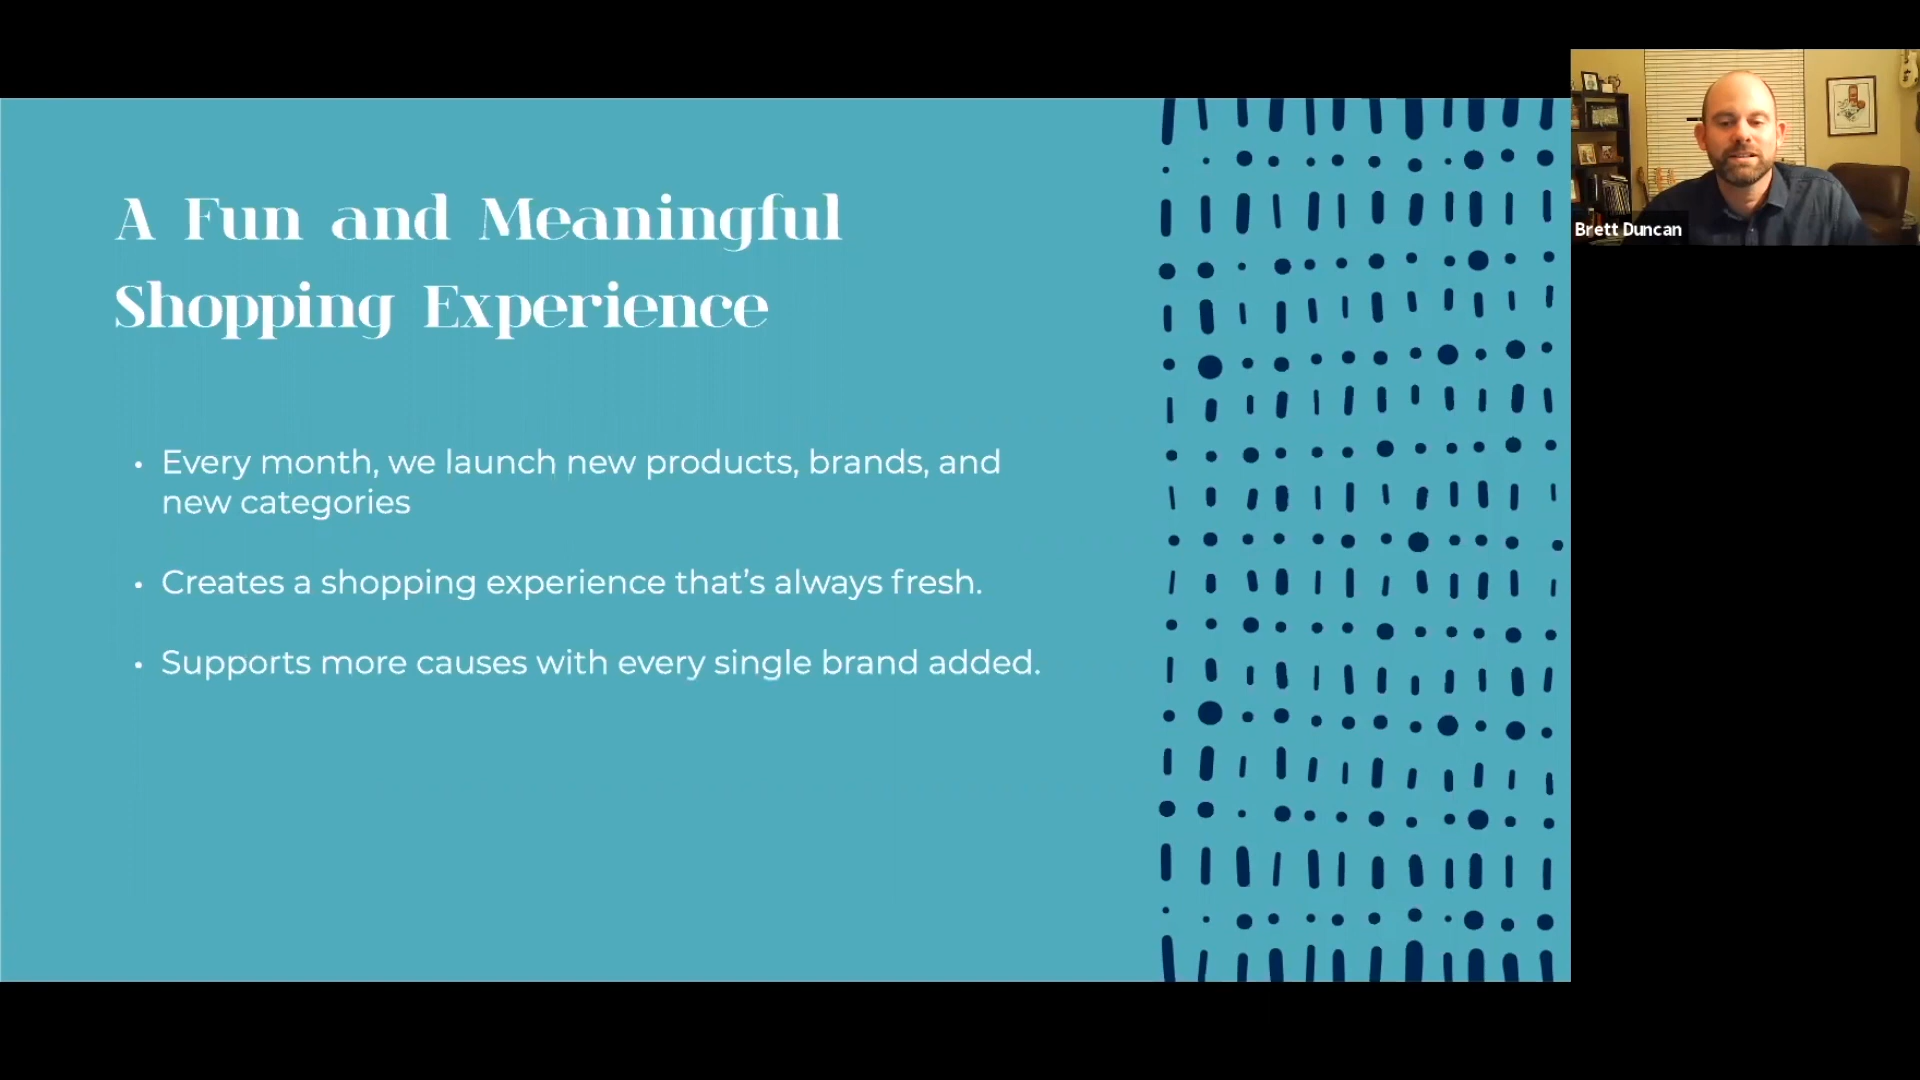 A Fun and Meaningful
Shopping Experience
• Every month, we launch new products, brands, and
new categories
• Creates a shopping experience that’s always fresh.
• Supports more causes with every single brand added.
Brett Duncan